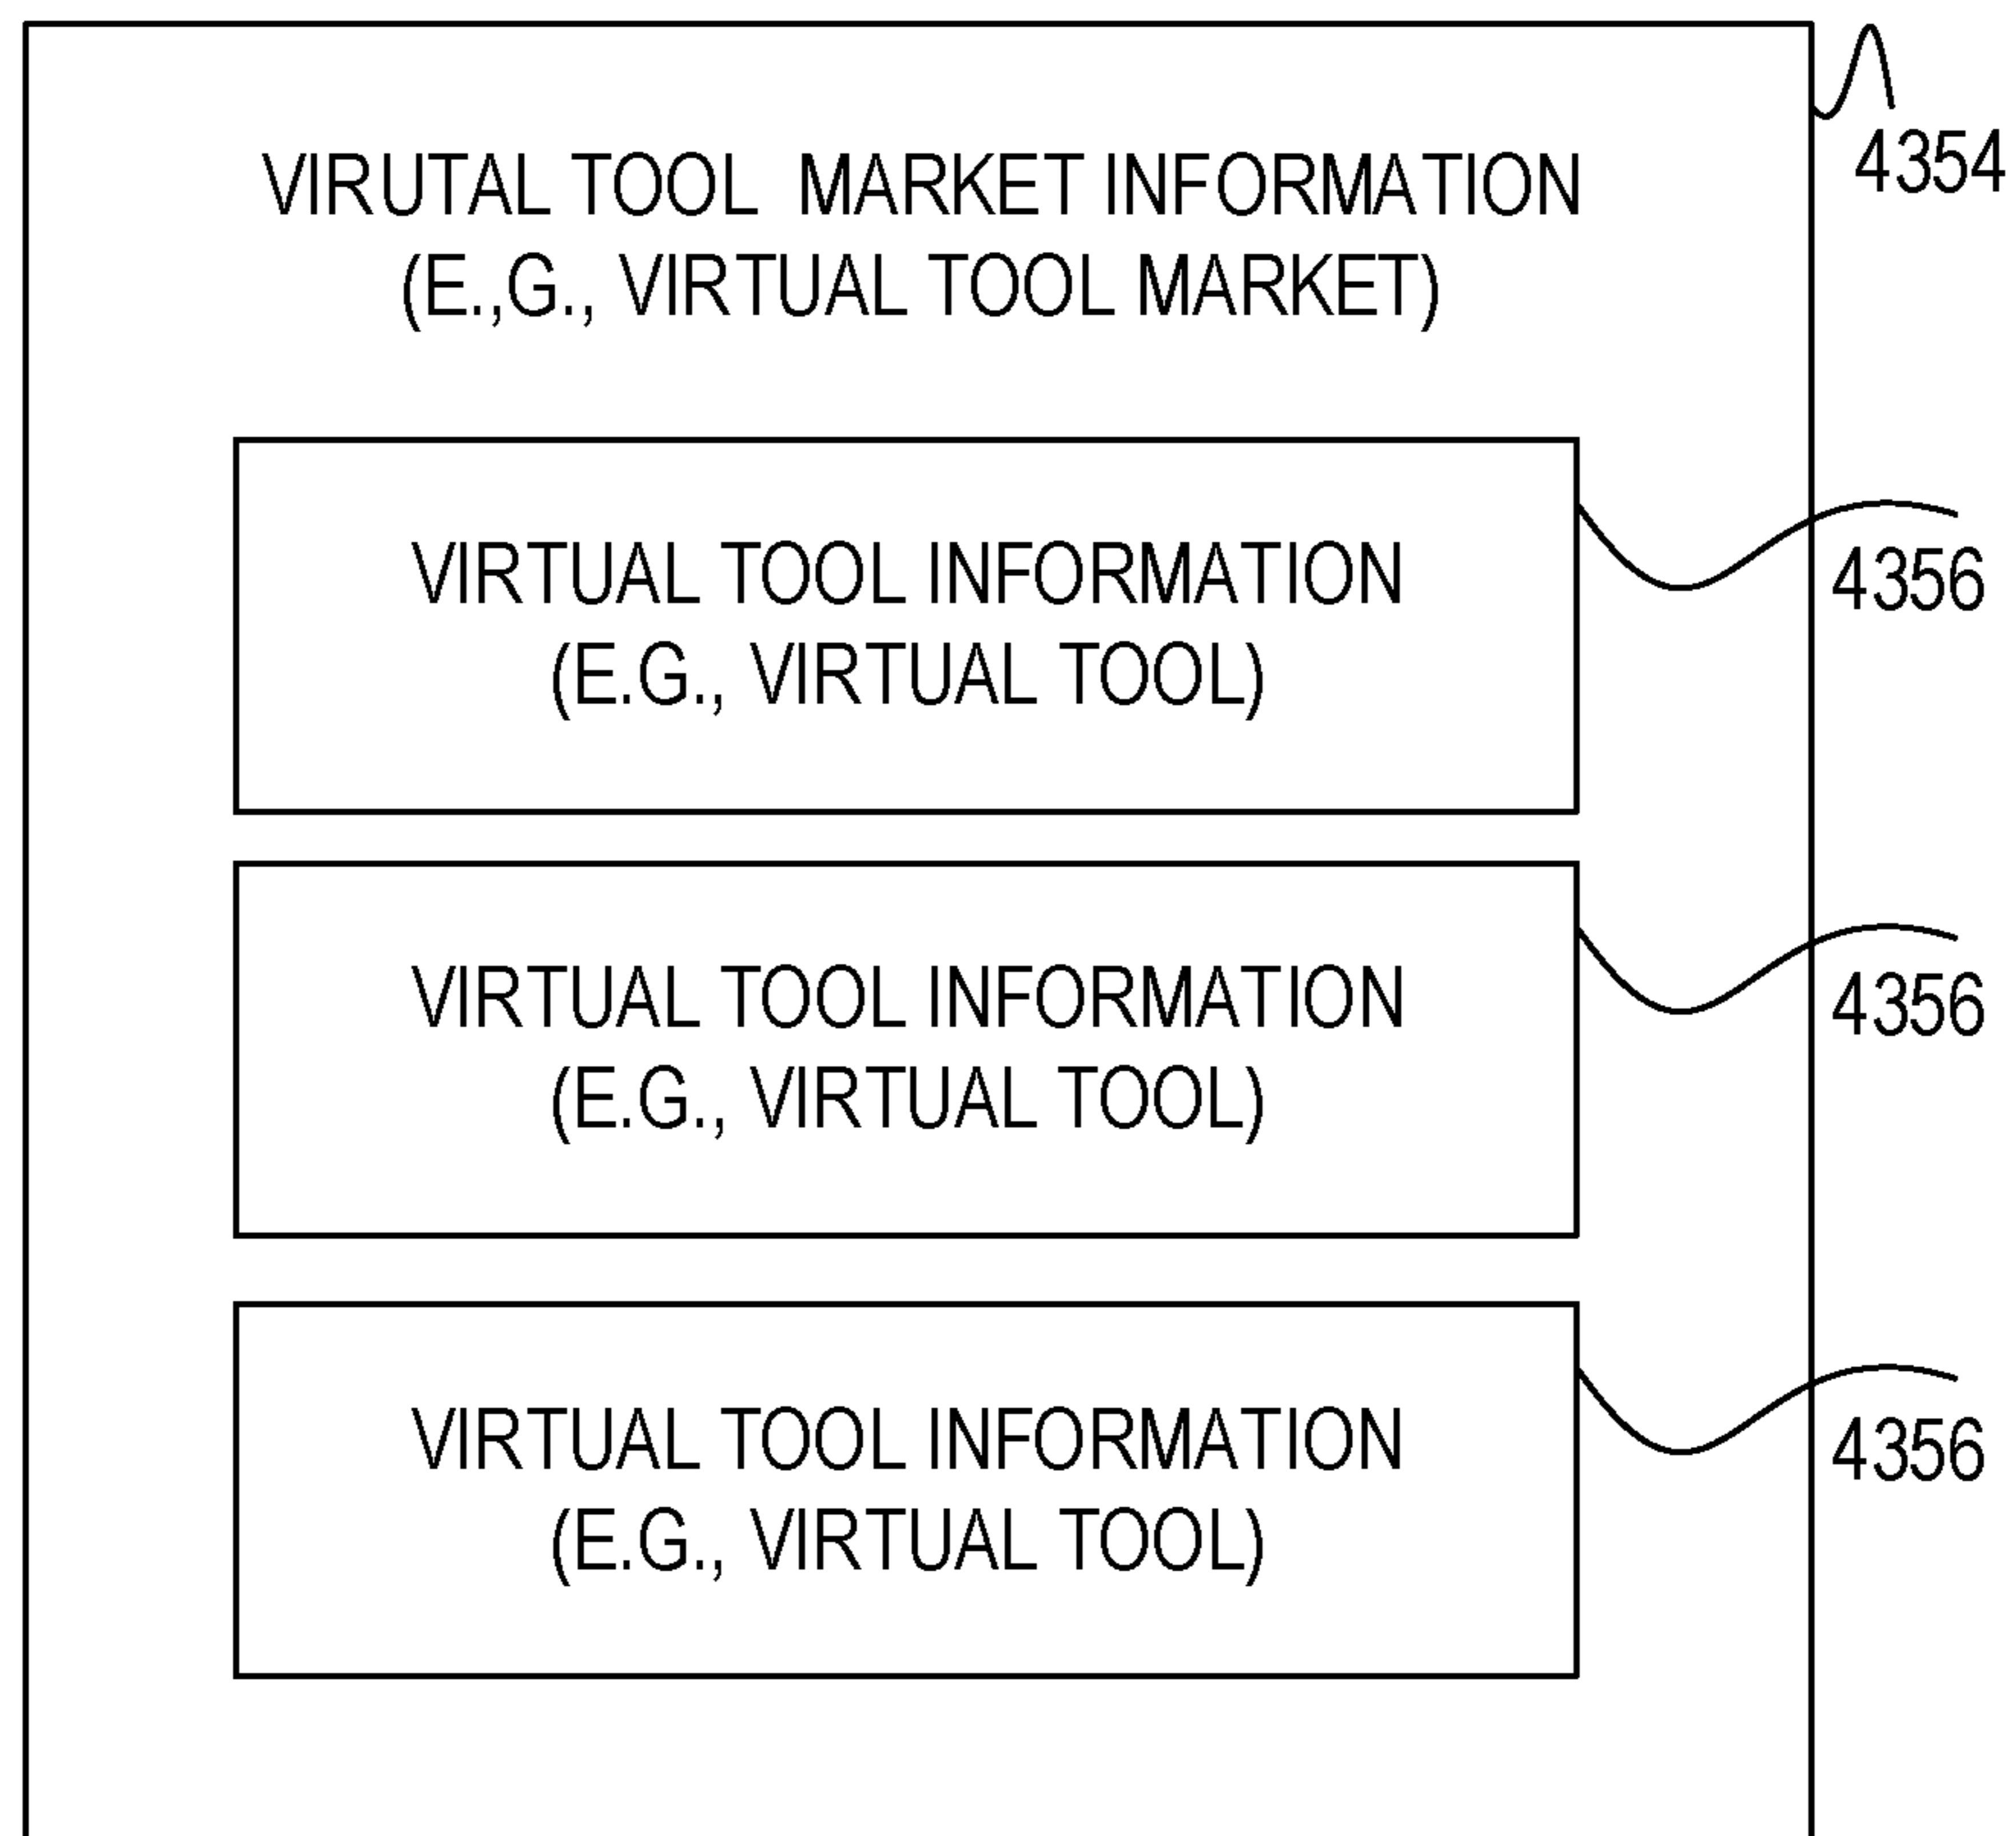 4354
VIRUTAL TOOL MARKET INFORMATION
(E.,G., VIRTUAL TOOL MARKET)
VIRTUAL TOOL INFORMATION
(E.G., VIRTUAL TOOL)
4356
VIRTUAL TOOL INFORMATION
(E.G., VIRTUAL TOOL)
4356
VIRTUAL TOOL INFORMATION
(E.G., VIRTUAL TOOL)
4356